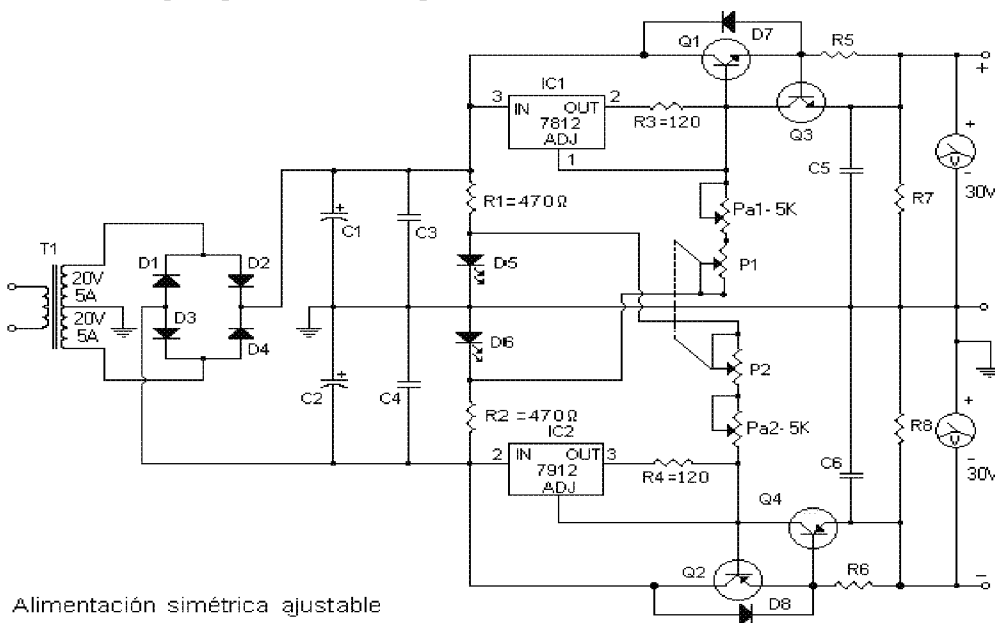 D7
Q1
R5
+
IC1
3 IN OUT 2
7812
ADJ
1
R3=120
Q3
+
V
-
30V
C5
R1=470Ω
Pa1-5K
R7
T1
+
C1
C3
D1
D2
20V
5A
20V
5A
D5
P1
D3
D4
D6
P2
+
C2
C4
R2 =470Ω
Pa2-5K
R8
+
V
-
30V
IC2
2 IN OUT 3
7912
ADJ
R4=120
C6
Q4
Q2
R6
-
D8
Alimentación simétrica ajustable